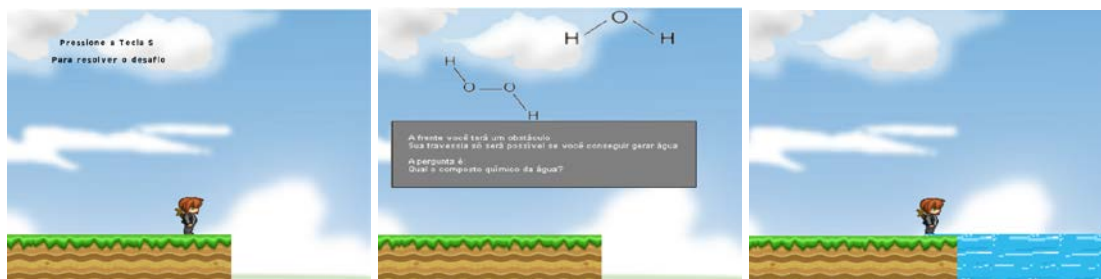 Pressione a Tecla S
Para resolver o desafio
O
H H
H
O O
H
A frente você terá um obstáculo
Sua travessia só será possível se você conseguir gerar água
A pergunta é:
Qual o composto químico da água?